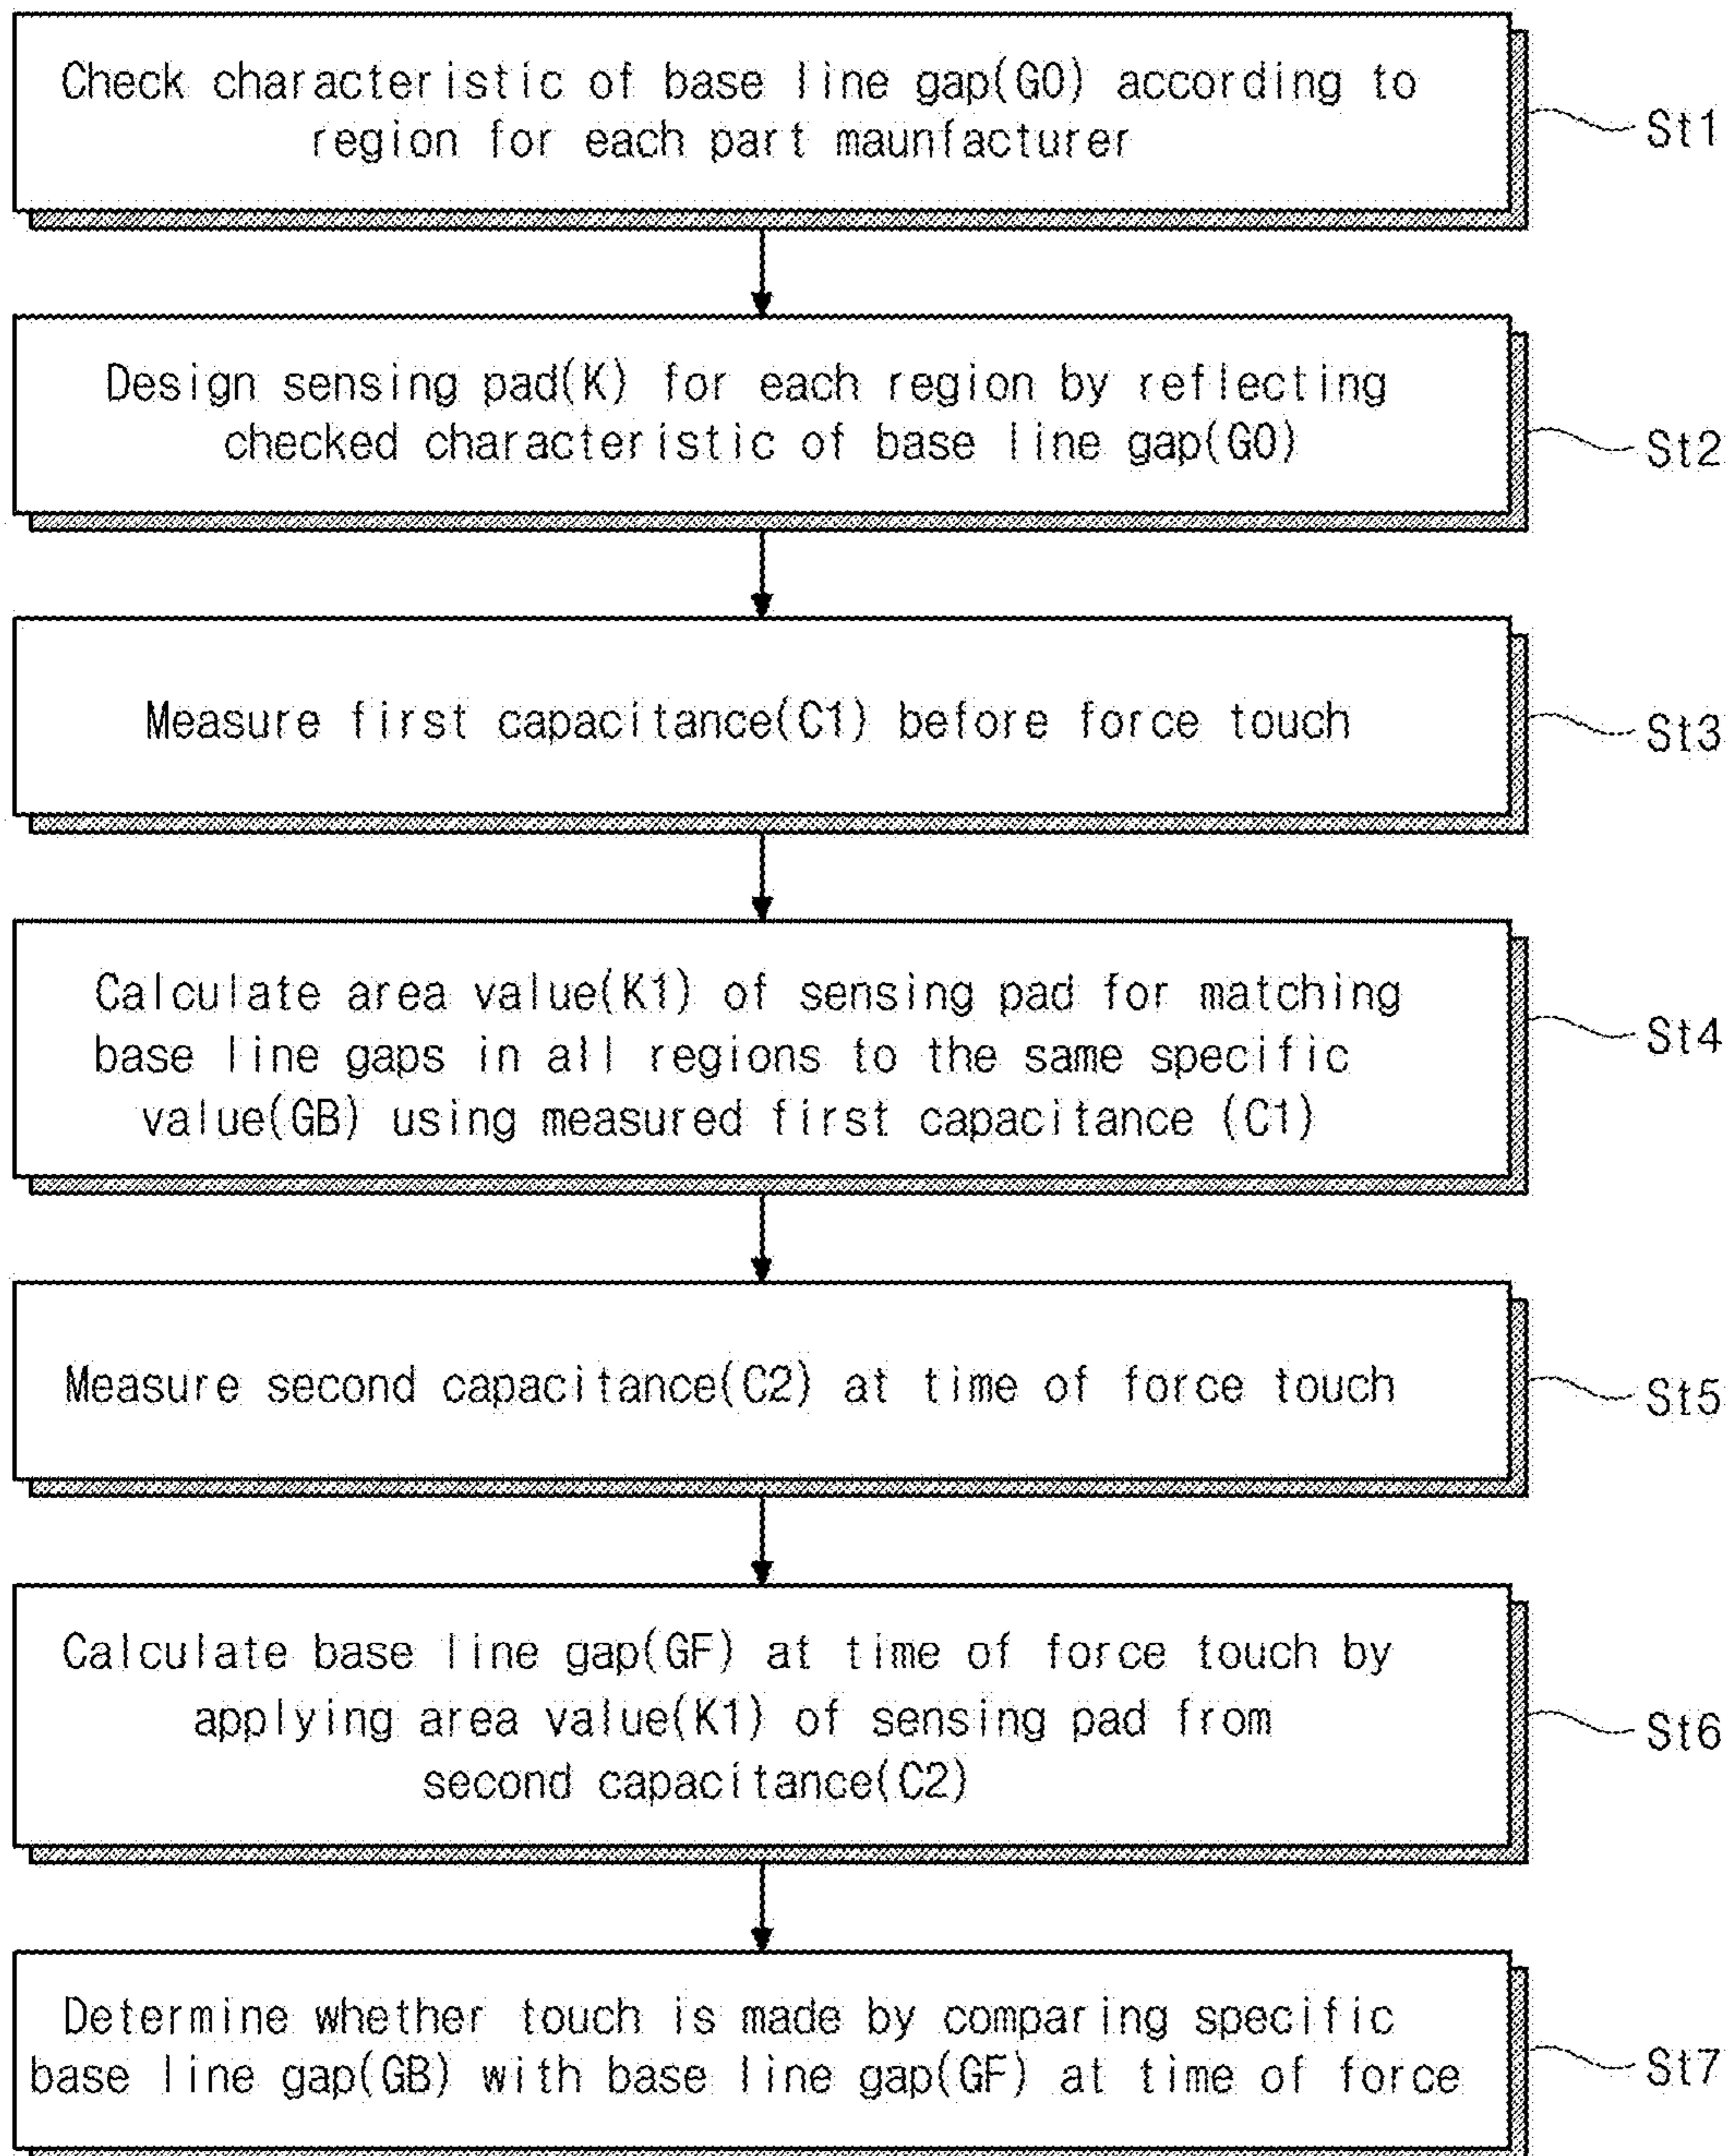 Check characteristic of base line gap(G0) according to
region for each part maunfacturer
St1
Design sensing pad(K) for each region by reflecting
checked characteristic of base line gap(G0)
St2
Measure first capacitance(C1) before force touch
St3
Calculate area value(K1) of sensing pad for matching
base line gaps in all regions to the same specific
value(GB) using measured first capacitance (C1)
St4
Measure second capacitance(C2) at time of force touch
St5
Calculate base line gap(GF) at time of force touch by
applying area value(K1) of sensing pad from
second capacitance(C2)
St6
Determine whether touch is made by comparing specific
base line gap(GB) with base line gap(GF) at time of force
St7